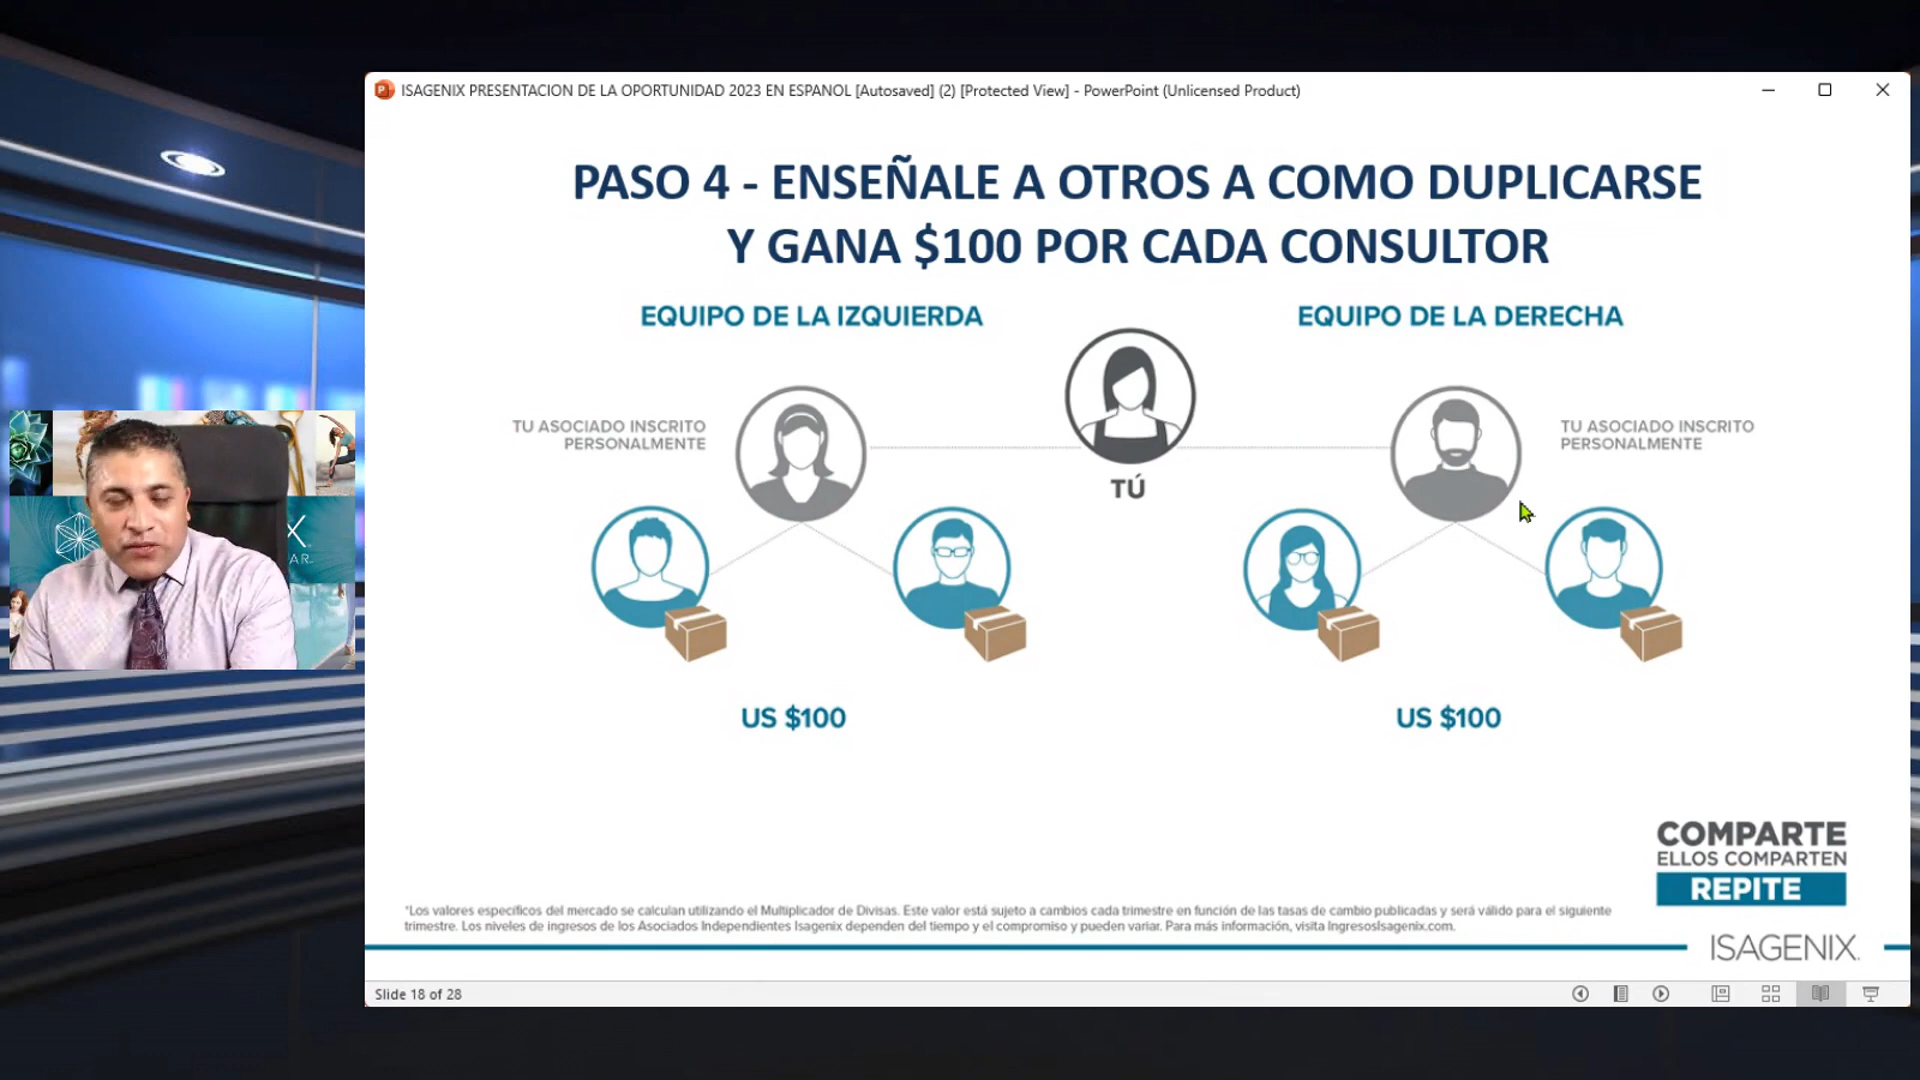 ISAGENIX PRESENTACION DE LA OPORTUNIDAD 2023 EN ESPANOL [Autosaved] (2) [Protected View] - PowerPoint (Unlicensed Product)
PASO 4 - ENSEÑALE A OTROS A COMO DUPLICARSE
Y GANA $100 POR CADA CONSULTOR
EQUIPO DE LA IZQUIERDA
EQUIPO DE LA DERECHA
TU ASOCIADO INSCRITO
PERSONALMENTE
TÚ
TU ASOCIADO INSCRITO
PERSONALMENTE
US $100
US $100
COMPARTE
ELLOS COMPARTEN
REPITE
*Los valores específicos del mercado se calculan utilizando el Multiplicador de Divisas. Este valor está sujeto a cambios cada trimestre en función de las tasas de cambio publicadas y será válido para el siguiente
trimestre. Los niveles de ingresos de los Asociados Independientes Isagenix dependen del tiempo y el compromiso y pueden variar. Para más información, visita IngresosIsagenix.com.
ISAGENIX
Slide 18 of 28